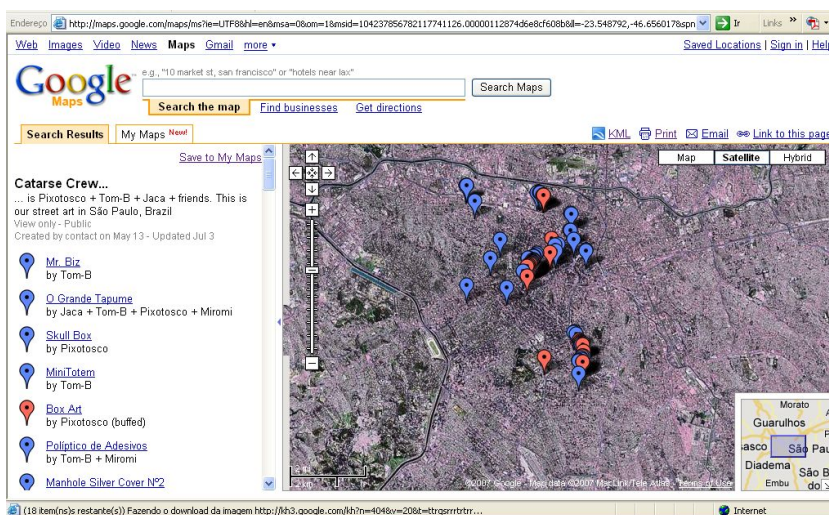 Endereço http://maps.google.com/maps/ms?ie=UTF8&hl=en&msa=0&om=1&msid=104237856782117741126.00000112874d6e8cf608b&ll=-23.548792,-46.656017&spn Ir Links »
Web Images Video News Maps Gmail more Saved Locations | Sign in | Help
Google Maps
e.g., "10 market st, san francisco" or "hotels near lax"
Search Maps
Search the map Find businesses Get directions
Search Results My Maps New! KML Print Email Link to this page
Save to My Maps Map Satellite Hybrid
Catarse Crew...
... is Pixotosco + Tom-B + Jaca + friends. This is
our street art in São Paulo, Brazil
View only - Public
Created by contact on May 13 - Updated Jul 3
Mr. Biz
by Tom-B
O Grande Tapume
by Jaca + Tom-B + Pixotosco + Miromi
Skull Box
by Pixotosco
MiniTotem
by Tom-B
Box Art
by Pixotosco (buffed)
Políptico de Adesivos
by Tom-B + Miromi
Manhole Silver Cover Nº2
Morato
Guarulhos
asco São Pau
Diadema São B
Embu do
2 mi
2 km
©2007 Google - Map data ©2007 MapLink/Tele Atlas - Terms of Use
(18 item(ns) restante(s)) Fazendo o download da imagem http://kh3.google.com/kh?n=404&v=20&t=ttrqsrrrtrtrr... Internet